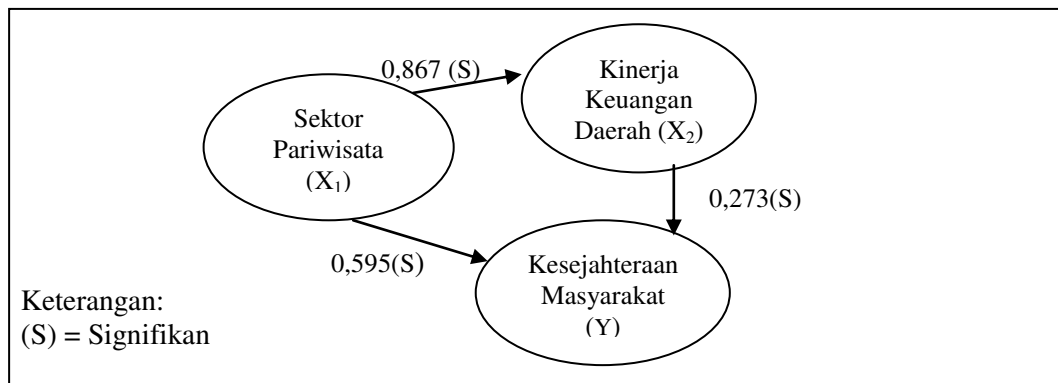 0,867 (S)
Kinerja
Keuangan
Daerah (X₂)
Sektor
Pariwisata
(X₁)
0,273(S)
0,595(S)
Kesejahteraan
Masyarakat
(Y)
Keterangan:
(S) = Signifikan